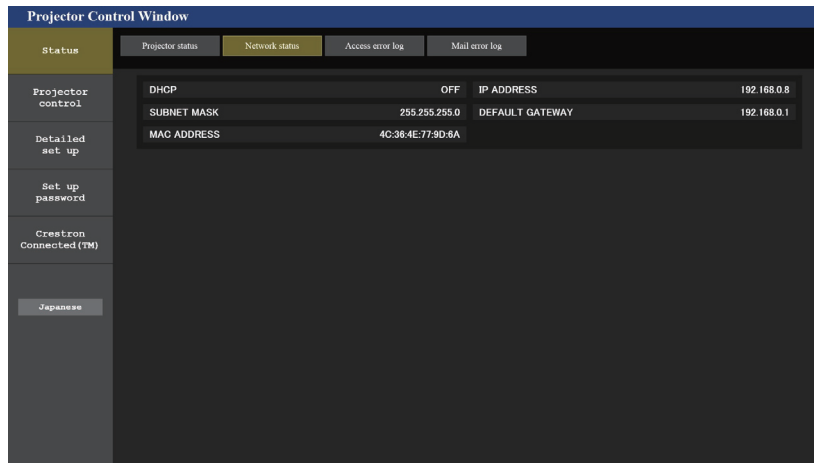 Projector Control Window
Status
Projector status
Network status
Access error log
Mail error log
Projector
control
Detailed
set up
Set up
password
Crestron
Connected(TM)
Japanese
DHCP OFF IP ADDRESS 192.168.0.8
SUBNET MASK 255.255.255.0 DEFAULT GATEWAY 192.168.0.1
MAC ADDRESS 4C:36:4E:77:9D:6A